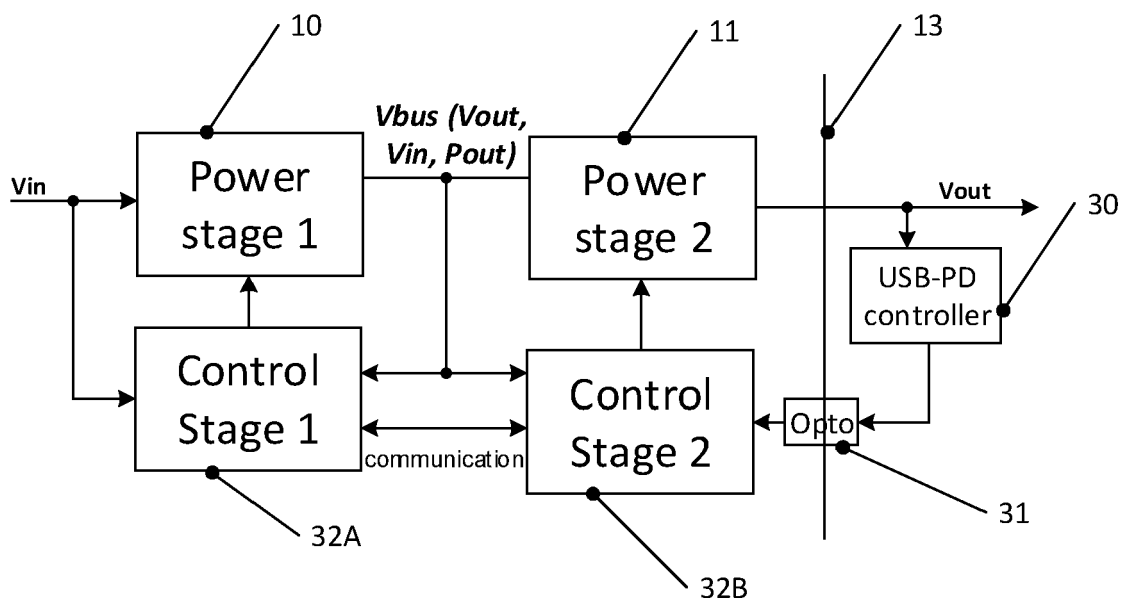 10
11
13
Vbus (Vout,
Vin, Pout)
Vin
Power
stage 1
Power
stage 2
Vout
30
USB-PD
controller
Control
Stage 1
Control
Stage 2
Opto
communication
31
32A
32B